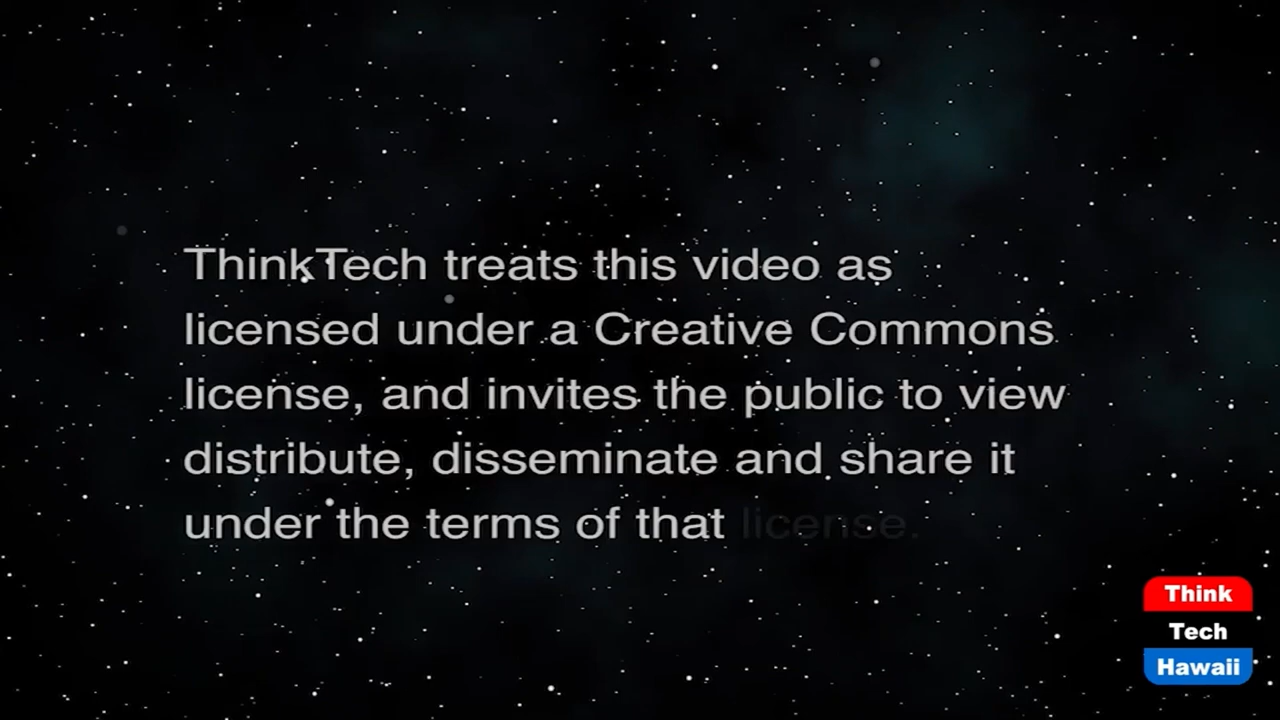 ThinkTech treats this video as
licensed under a Creative Commons
license, and invites the public to view
distribute, disseminate and share it
under the terms of that license.
Think
Tech
Hawaii